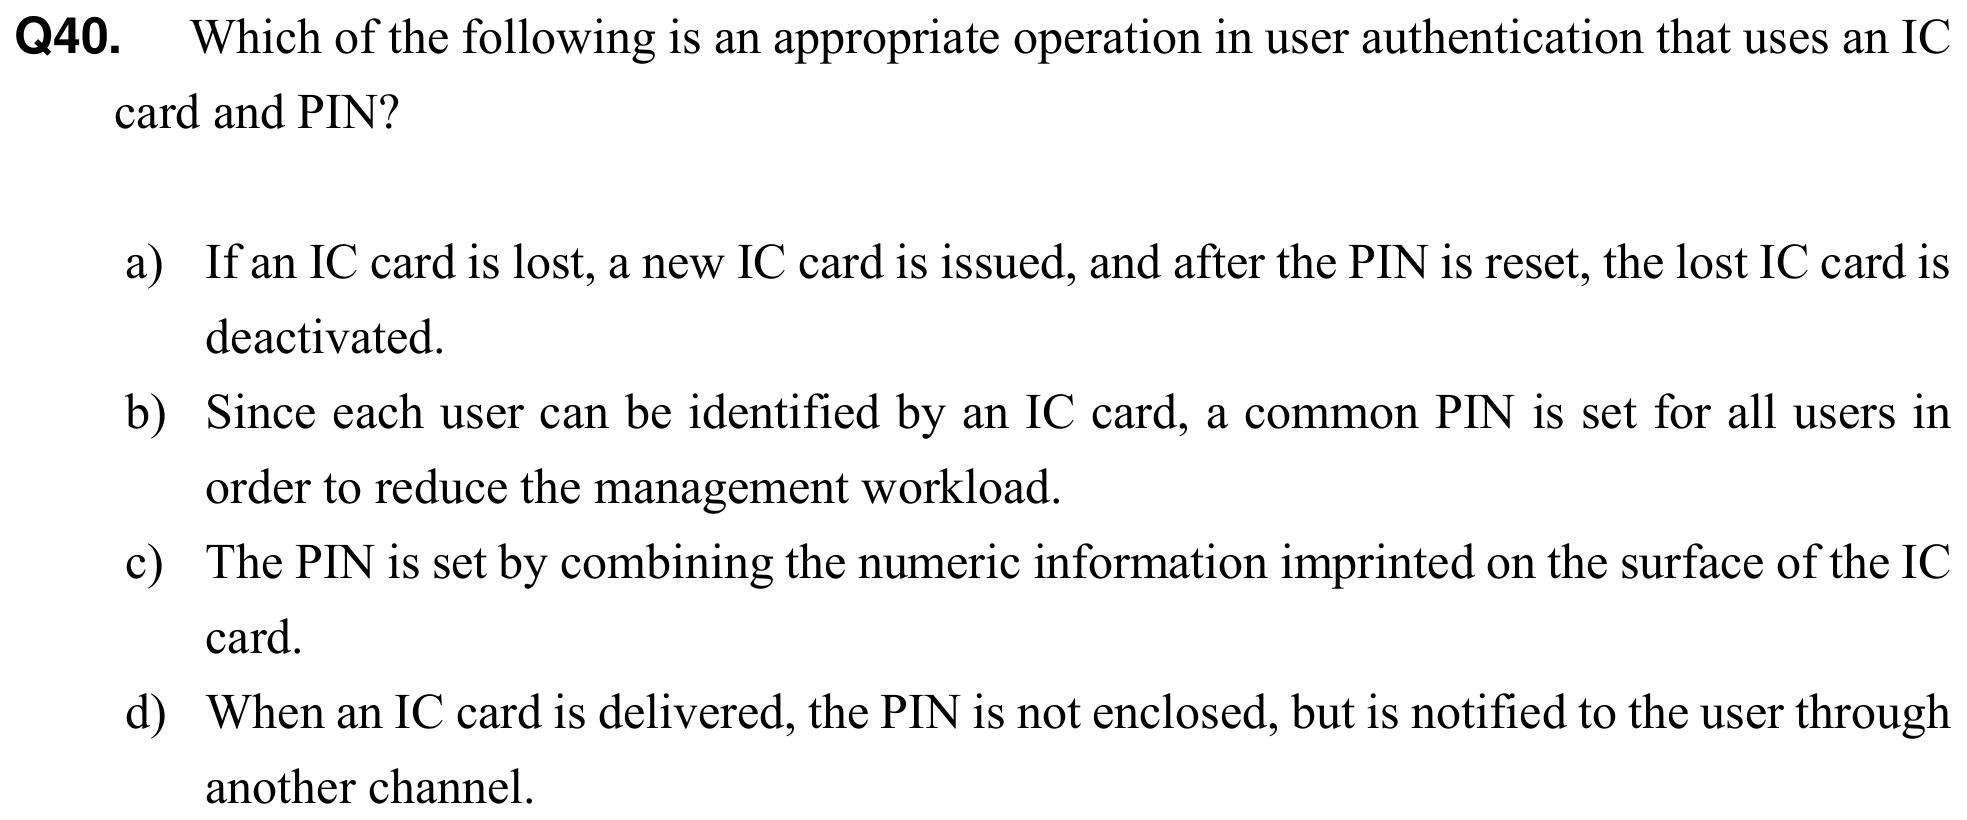 Q40. Which of the following is an appropriate operation in user authentication that uses an IC
card and PIN?
a) If an IC card is lost, a new IC card is issued, and after the PIN is reset, the lost IC card is
deactivated.
b) Since each user can be identified by an IC card, a common PIN is set for all users in
order to reduce the management workload.
c) The PIN is set by combining the numeric information imprinted on the surface of the IC
card.
d) When an IC card is delivered, the PIN is not enclosed, but is notified to the user through
another channel.